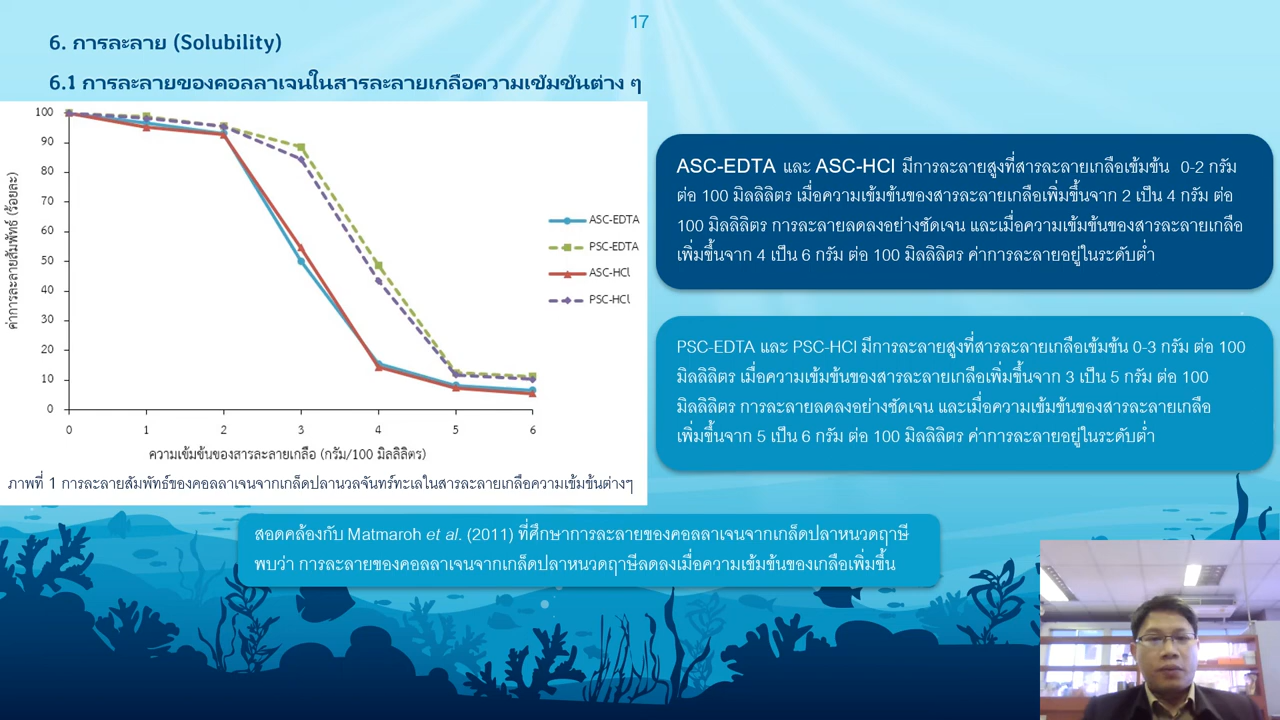 17
6. การละลาย (Solubility)
6.1 การละลายของคอลลาเจนในสารละลายเกลือความเข้มข้นต่าง ๆ
ค่าการละลายสัมพัทธ์ (ร้อยละ)
100
90
80
70
60
50
40
30
20
10
0
0 1 2 3 4 5 6
ความเข้มข้นของสารละลายเกลือ (กรัม/100 มิลลิลิตร)
ASC-EDTA
PSC-EDTA
ASC-HCl
PSC-HCl
ภาพที่ 1 การละลายสัมพัทธ์ของคอลลาเจนจากเกล็ดปลานวลจันทร์ทะเลในสารละลายเกลือความเข้มข้นต่างๆ
ASC-EDTA และ ASC-HCl มีการละลายสูงที่สารละลายเกลือเข้มข้น 0-2 กรัม
ต่อ 100 มิลลิลิตร เมื่อความเข้มข้นของสารละลายเกลือเพิ่มขึ้นจาก 2 เป็น 4 กรัม ต่อ
100 มิลลิลิตร การละลายลดลงอย่างชัดเจน และเมื่อความเข้มข้นของสารละลายเกลือ
เพิ่มขึ้นจาก 4 เป็น 6 กรัม ต่อ 100 มิลลิลิตร ค่าการละลายอยู่ในระดับต่ำ
PSC-EDTA และ PSC-HCl มีการละลายสูงที่สารละลายเกลือเข้มข้น 0-3 กรัม ต่อ 100
มิลลิลิตร เมื่อความเข้มข้นของสารละลายเกลือเพิ่มขึ้นจาก 3 เป็น 5 กรัม ต่อ 100
มิลลิลิตร การละลายลดลงอย่างชัดเจน และเมื่อความเข้มข้นของสารละลายเกลือ
เพิ่มขึ้นจาก 5 เป็น 6 กรัม ต่อ 100 มิลลิลิตร ค่าการละลายอยู่ในระดับต่ำ
สอดคล้องกับ Matmaroh et al. (2011) ที่ศึกษาการละลายของคอลลาเจนจากเกล็ดปลาหนวดฤาษี
พบว่า การละลายของคอลลาเจนจากเกล็ดปลาหนวดฤาษีลดลงเมื่อความเข้มข้นของเกลือเพิ่มขึ้น